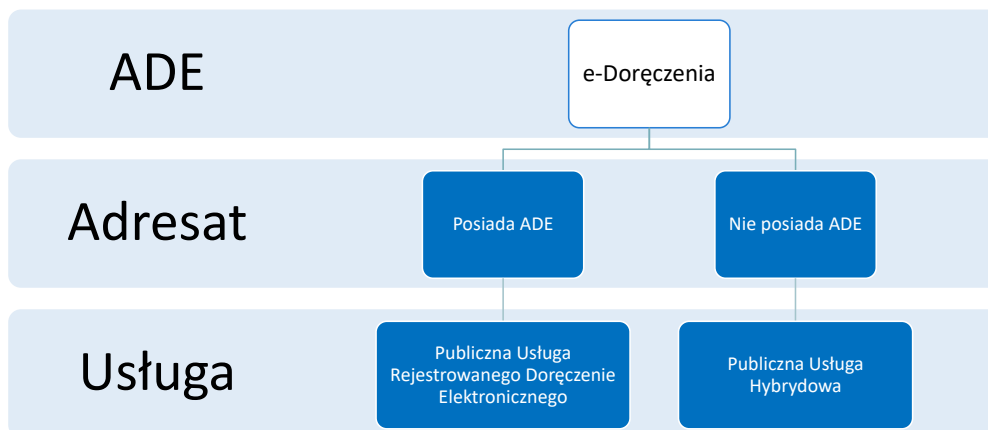 ADE
e-Doręczenia
Adresat
Posiada ADE
Nie posiada ADE
Usługa
Publiczna Usługa
Rejestrowanego Doręczenie
Elektronicznego
Publiczna Usługa
Hybrydowa